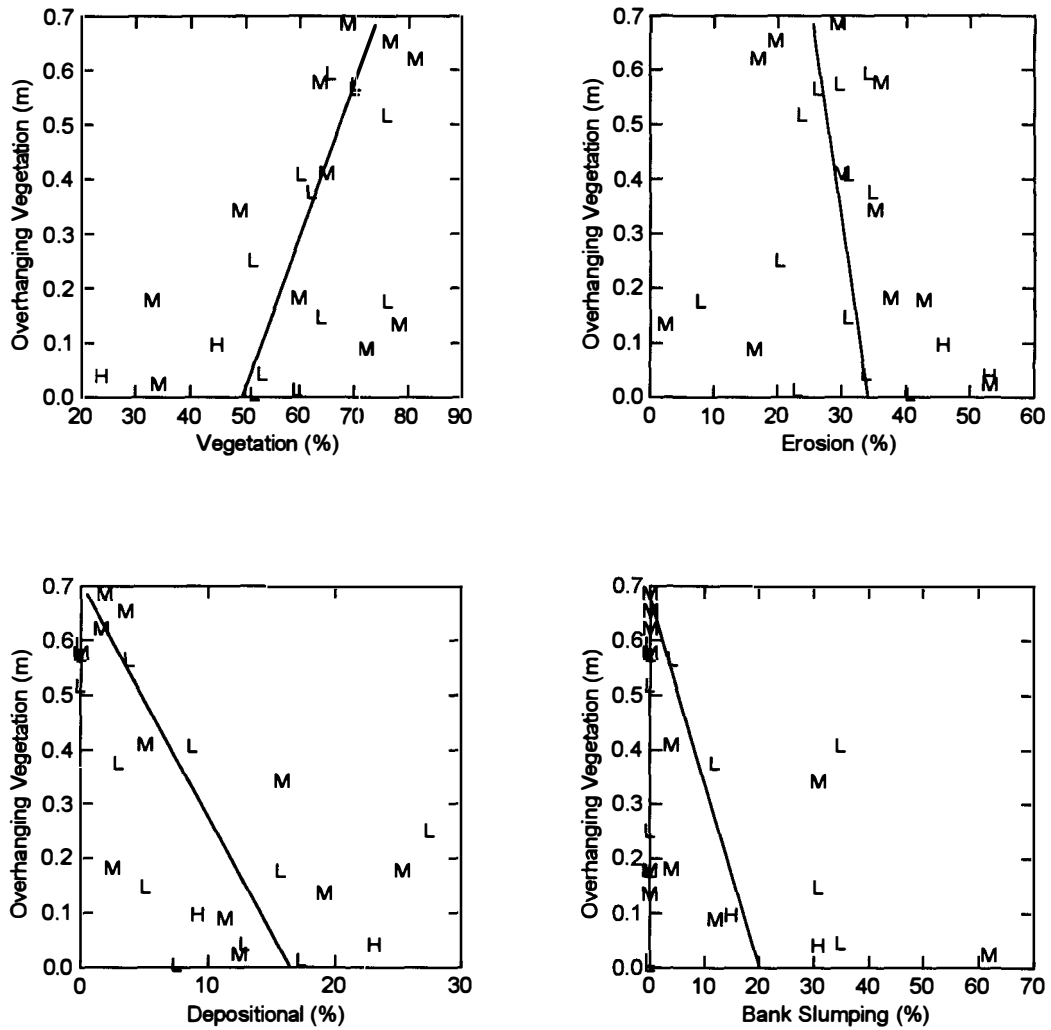 Overhanging Vegetation (m)
0.7
0.6
0.5
0.4
0.3
0.2
0.1
0.0
M
M
M
L
M
L
L
L
M
L
M
L
M
L
M
L
M
L
M
H
H
L
M
L
L
20 30 40 50 60 70 80 90
Vegetation (%)
Overhanging Vegetation (m)
0.7
0.6
0.5
0.4
0.3
0.2
0.1
0.0
M
M
M
L
L
M
L
L
M
L
L
M
L
M
M
L
L
M
M
H
L
H
M
0 10 20 30 40 50 60
Erosion (%)
Overhanging Vegetation (m)
0.7
0.6
0.5
0.4
0.3
0.2
0.1
0.0
M
M
M
L
M
L
L
M
L
L
M
L
M
L
M
L
M
H
M
L
M
H
L
L
0 10 20 30
Depositional (%)
Overhanging Vegetation (m)
0.7
0.6
0.5
0.4
0.3
0.2
0.1
0.0
M
M
M
L
M
L
L
M
L
L
M
L
M
M
M
L
M
H
H
L
M
0 10 20 30 40 50 60 70
Bank Slumping (%)